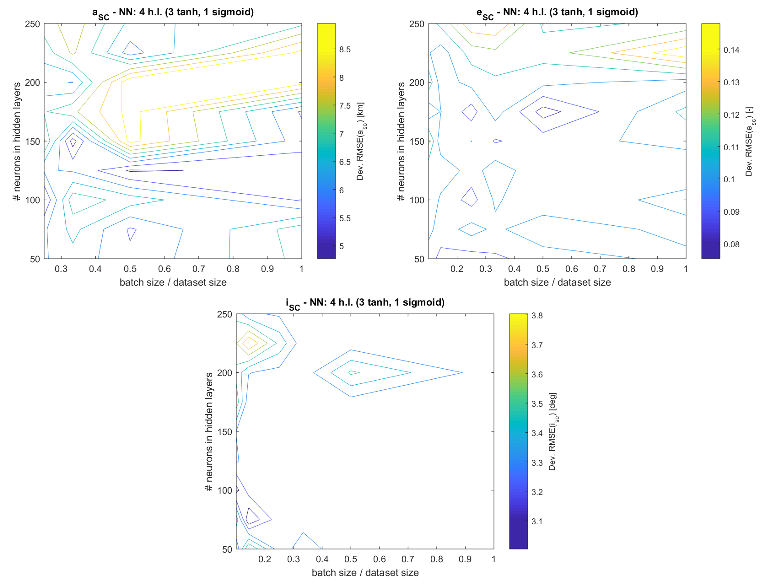 a_SC - NN: 4 h.l. (3 tanh, 1 sigmoid)
250
200
150
100
50
# neurons in hidden layers
0.3 0.4 0.5 0.6 0.7 0.8 0.9 1
batch size / dataset size
8.5
8
7.5
7
6.5
6
5.5
5
Dev. RMSE(a_sc) [km]
e_SC - NN: 4 h.l. (3 tanh, 1 sigmoid)
250
200
150
100
50
# neurons in hidden layers
0.2 0.3 0.4 0.5 0.6 0.7 0.8 0.9 1
batch size / dataset size
0.14
0.13
0.12
0.11
0.1
0.09
0.08
Dev. RMSE(e_sc) [-]
i_SC - NN: 4 h.l. (3 tanh, 1 sigmoid)
250
200
150
100
50
# neurons in hidden layers
0.2 0.3 0.4 0.5 0.6 0.7 0.8 0.9 1
batch size / dataset size
3.8
3.7
3.6
3.5
3.4
3.3
3.2
3.1
Dev. RMSE(i_sc) [deg]